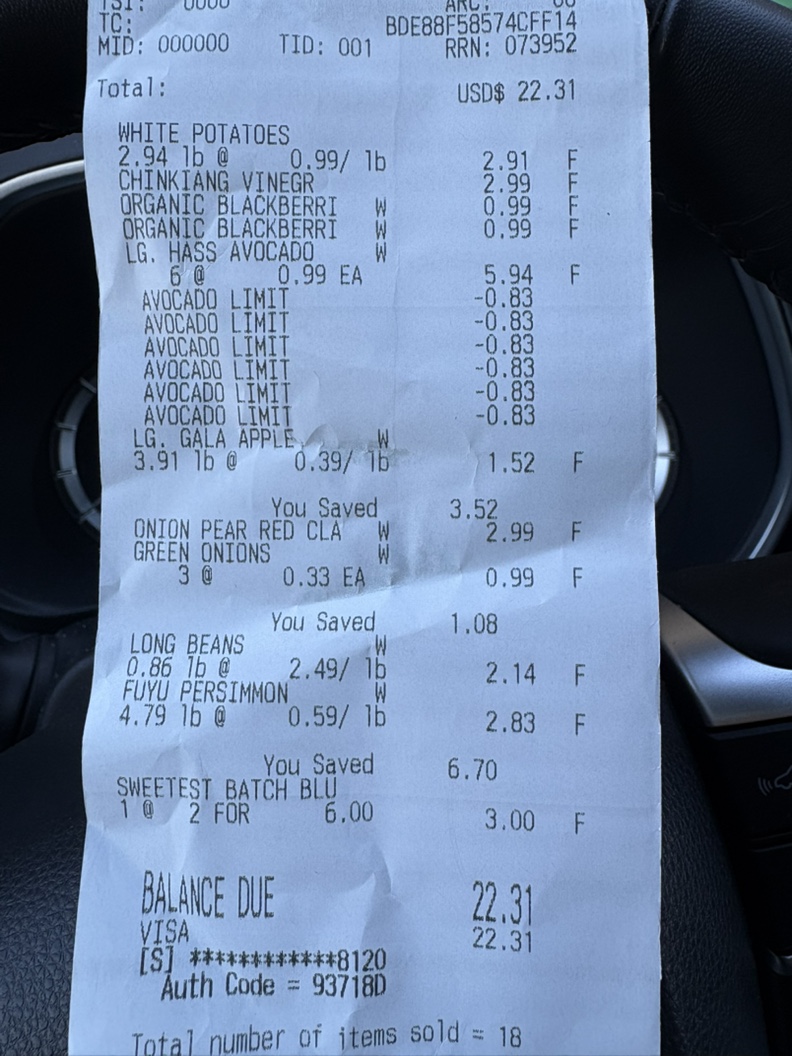 TSI: 0000 ARC: 00
TC: BDE88F58574CFF14
MID: 000000 TID: 001 RRN: 073952
Total: USD$ 22.31
WHITE POTATOES
2.94 lb @ 0.99/ lb 2.91 F
CHINKIANG VINEGR 2.99 F
ORGANIC BLACKBERRI W 0.99 F
ORGANIC BLACKBERRI W 0.99 F
LG. HASS AVOCADO W
6 @ 0.99 EA 5.94 F
AVOCADO LIMIT -0.83
AVOCADO LIMIT -0.83
AVOCADO LIMIT -0.83
AVOCADO LIMIT -0.83
AVOCADO LIMIT -0.83
AVOCADO LIMIT -0.83
LG. GALA APPLE W
3.91 lb @ 0.39/ lb 1.52 F
You Saved 3.52
ONION PEAR RED CLA W 2.99 F
GREEN ONIONS W
3 @ 0.33 EA 0.99 F
You Saved 1.08
LONG BEANS W
0.86 lb @ 2.49/ lb 2.14 F
FUYU PERSIMMON W
4.79 lb @ 0.59/ lb 2.83 F
You Saved 6.70
SWEETEST BATCH BLU
1 @ 2 FOR 6.00 3.00 F
BALANCE DUE 22.31
VISA 22.31
[S] ************8120
Auth Code = 93718D
Total number of items sold = 18